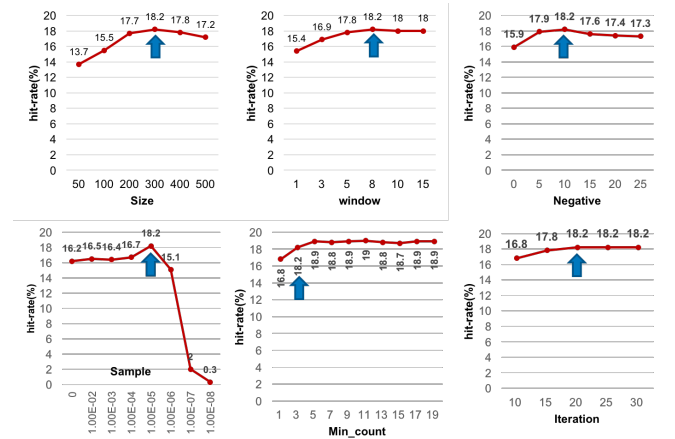 hit-rate(%)
20
18
16
14
12
10
8
6
4
2
0
13.7 15.5 17.7 18.2 17.8 17.2
50 100 200 300 400 500
Size
hit-rate(%)
20
18
16
14
12
10
8
6
4
2
0
15.4 16.9 17.8 18.2 18 18
1 3 5 8 10 15
window
hit-rate(%)
20
18
16
14
12
10
8
6
4
2
0
15.9 17.9 18.2 17.6 17.4 17.3
0 5 10 15 20 25
Negative
hit-rate(%)
20
18
16
14
12
10
8
6
4
2
0
16.2 16.5 16.4 16.7 18.2 15.1 2 0.3
Sample
0 1.00E-02 1.00E-03 1.00E-04 1.00E-05 1.00E-06 1.00E-07 1.00E-08
hit-rate(%)
20
18
16
14
12
10
8
6
4
2
0
16.8 18.2 18.9 18.8 18.9 19 18.8 18.7 18.9 18.9
1 3 5 7 9 11 13 15 17 19
Min_count
hit-rate(%)
20
18
16
14
12
10
8
6
4
2
0
16.8 17.8 18.2 18.2 18.2
10 15 20 25 30
Iteration